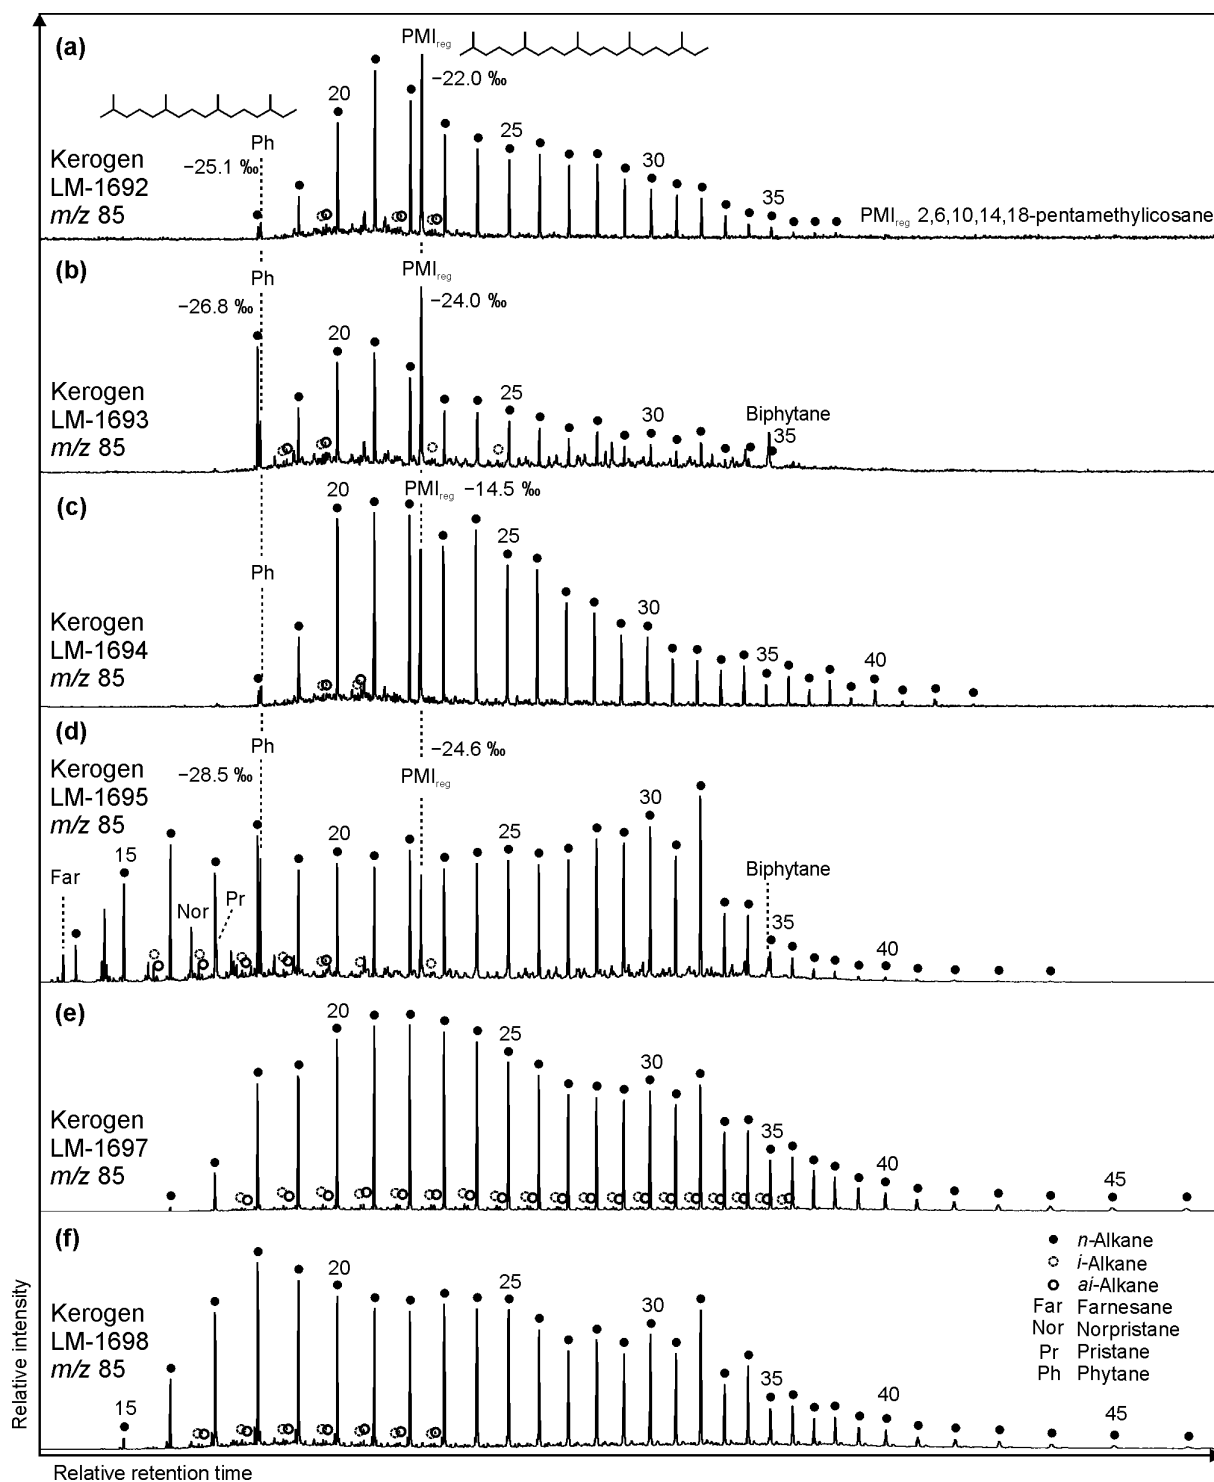 (a)
PMIreg
−22.0 ‰
20
Ph
−25.1 ‰
25
30
35
Kerogen
LM-1692
m/z 85
PMIreg 2,6,10,14,18-pentamethylicosane
(b)
Ph
PMIreg
−26.8 ‰
−24.0 ‰
20
25
30
Biphytane
35
Kerogen
LM-1693
m/z 85
(c)
20
PMIreg −14.5 ‰
25
Ph
30
35
40
Kerogen
LM-1694
m/z 85
(d)
Ph
−24.6 ‰
−28.5 ‰
PMIreg
Kerogen
LM-1695
m/z 85
15
20
25
30
Far
Nor
Pr
Biphytane
35
40
(e)
20
25
30
35
40
45
Kerogen
LM-1697
m/z 85
(f)
20
25
30
35
40
45
15
Kerogen
LM-1698
m/z 85
n-Alkane
i-Alkane
ai-Alkane
Far Farnesane
Nor Norpristane
Pr Pristane
Ph Phytane
Relative intensity
Relative retention time